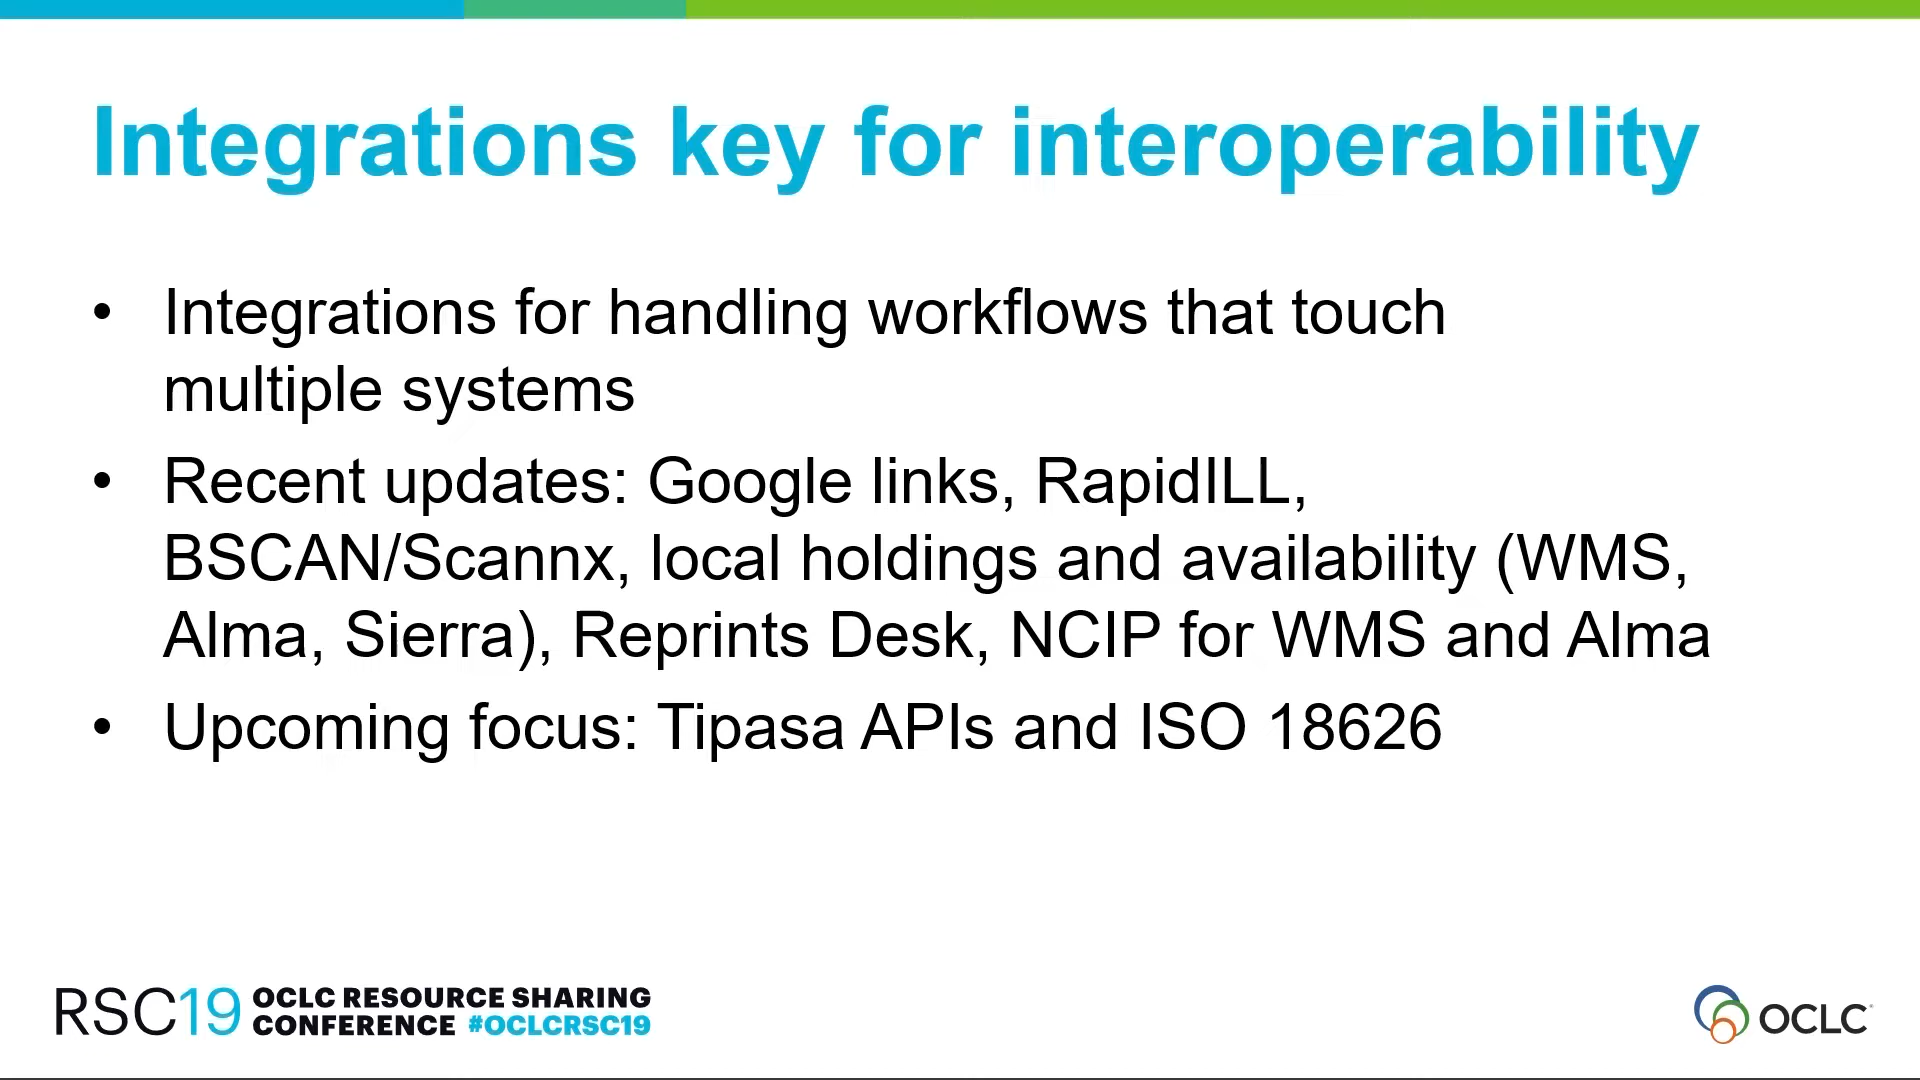 Integrations key for interoperability
• Integrations for handling workflows that touch
multiple systems
• Recent updates: Google links, RapidILL,
BSCAN/Scannx, local holdings and availability (WMS,
Alma, Sierra), Reprints Desk, NCIP for WMS and Alma
• Upcoming focus: Tipasa APIs and ISO 18626
RSC19 OCLC RESOURCE SHARING
CONFERENCE #OCLCRSC19
OCLC